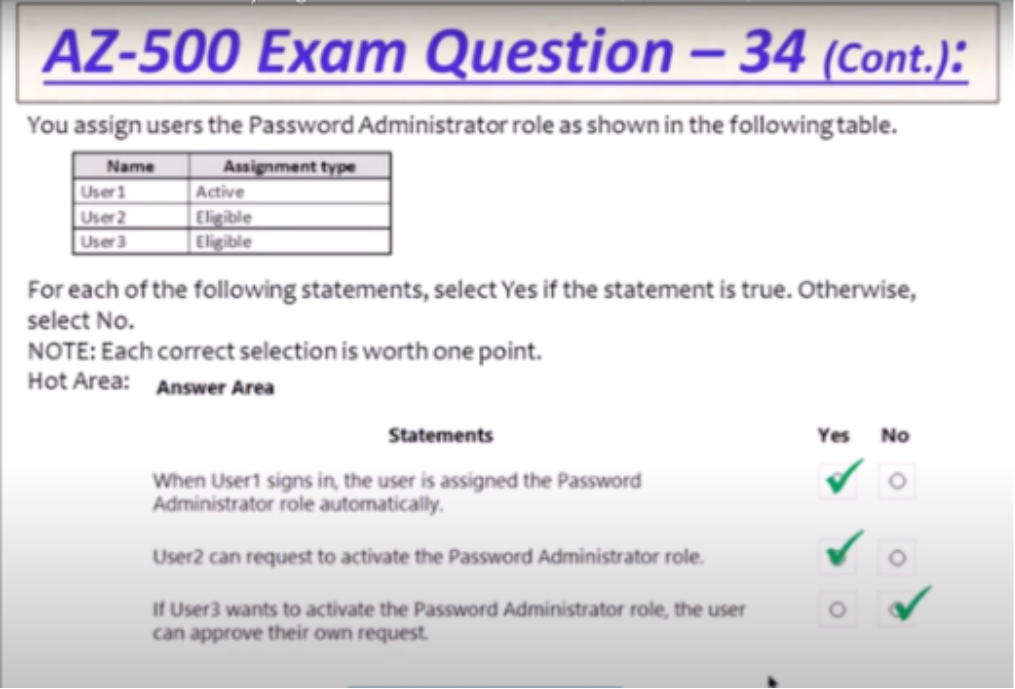 AZ-500 Exam Question – 34 (Cont.):
You assign users the Password Administrator role as shown in the following table.
Name Assignment type
User1 Active
User2 Eligible
User3 Eligible
For each of the following statements, select Yes if the statement is true. Otherwise,
select No.
NOTE: Each correct selection is worth one point.
Hot Area: Answer Area
Statements Yes No
When User1 signs in, the user is assigned the Password
Administrator role automatically.
User2 can request to activate the Password Administrator role.
If User3 wants to activate the Password Administrator role, the user
can approve their own request.